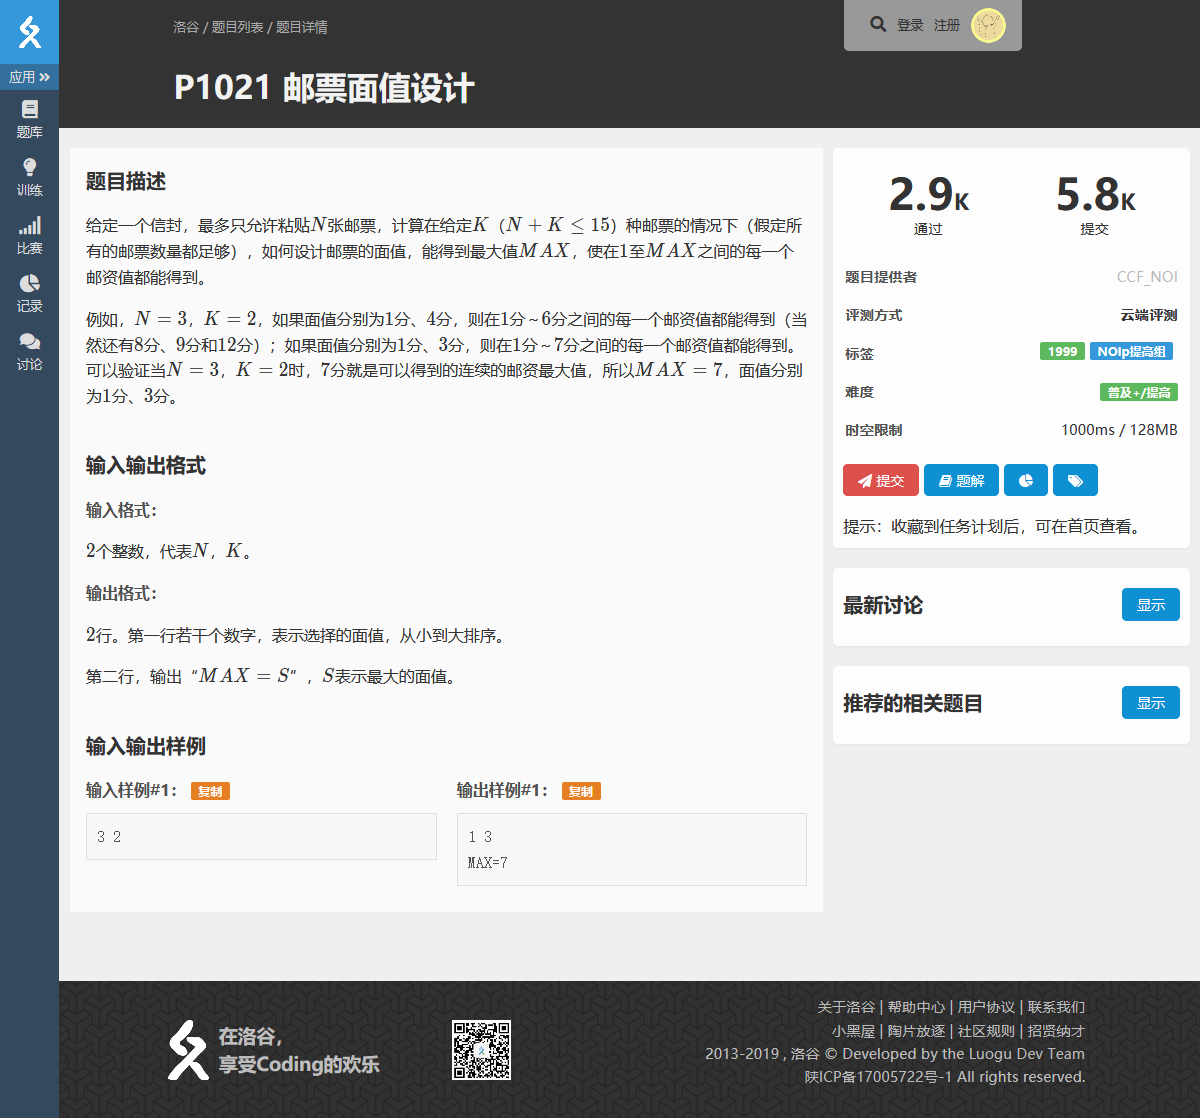 洛谷 / 题目列表 / 题目详情
登录 注册
P1021 邮票面值设计
应用
题库
训练
比赛
记录
讨论
题目描述
给定一个信封，最多只允许粘贴N张邮票，计算在给定K（N + K ≤ 15）种邮票的情况下（假定所
有的邮票数量都足够），如何设计邮票的面值，能得到最大值MAX，使在1至MAX之间的每一个
邮资值都能得到。
例如，N = 3，K = 2，如果面值分别为1分、4分，则在1分～6分之间的每一个邮资值都能得到（当
然还有8分、9分和12分）；如果面值分别为1分、3分，则在1分～7分之间的每一个邮资值都能得到。
可以验证当N = 3，K = 2时，7分就是可以得到的连续的邮资最大值，所以MAX = 7，面值分别
为1分、3分。
输入输出格式
输入格式：
2个整数，代表N，K。
输出格式：
2行。第一行若干个数字，表示选择的面值，从小到大排序。
第二行，输出“MAX = S”，S表示最大的面值。
输入输出样例
输入样例#1： 复制
3 2
输出样例#1： 复制
1 3
MAX=7
2.9K
通过
5.8K
提交
题目提供者 CCF_NOI
评测方式 云端评测
标签 1999 NOIp提高组
难度 普及+/提高
时空限制 1000ms / 128MB
提交 题解
提示：收藏到任务计划后，可在首页查看。
最新讨论 显示
推荐的相关题目 显示
在洛谷，
享受Coding的欢乐
关于洛谷 | 帮助中心 | 用户协议 | 联系我们
小黑屋 | 陶片放逐 | 社区规则 | 招贤纳才
2013-2019 , 洛谷 © Developed by the Luogu Dev Team
陕ICP备17005722号-1 All rights reserved.